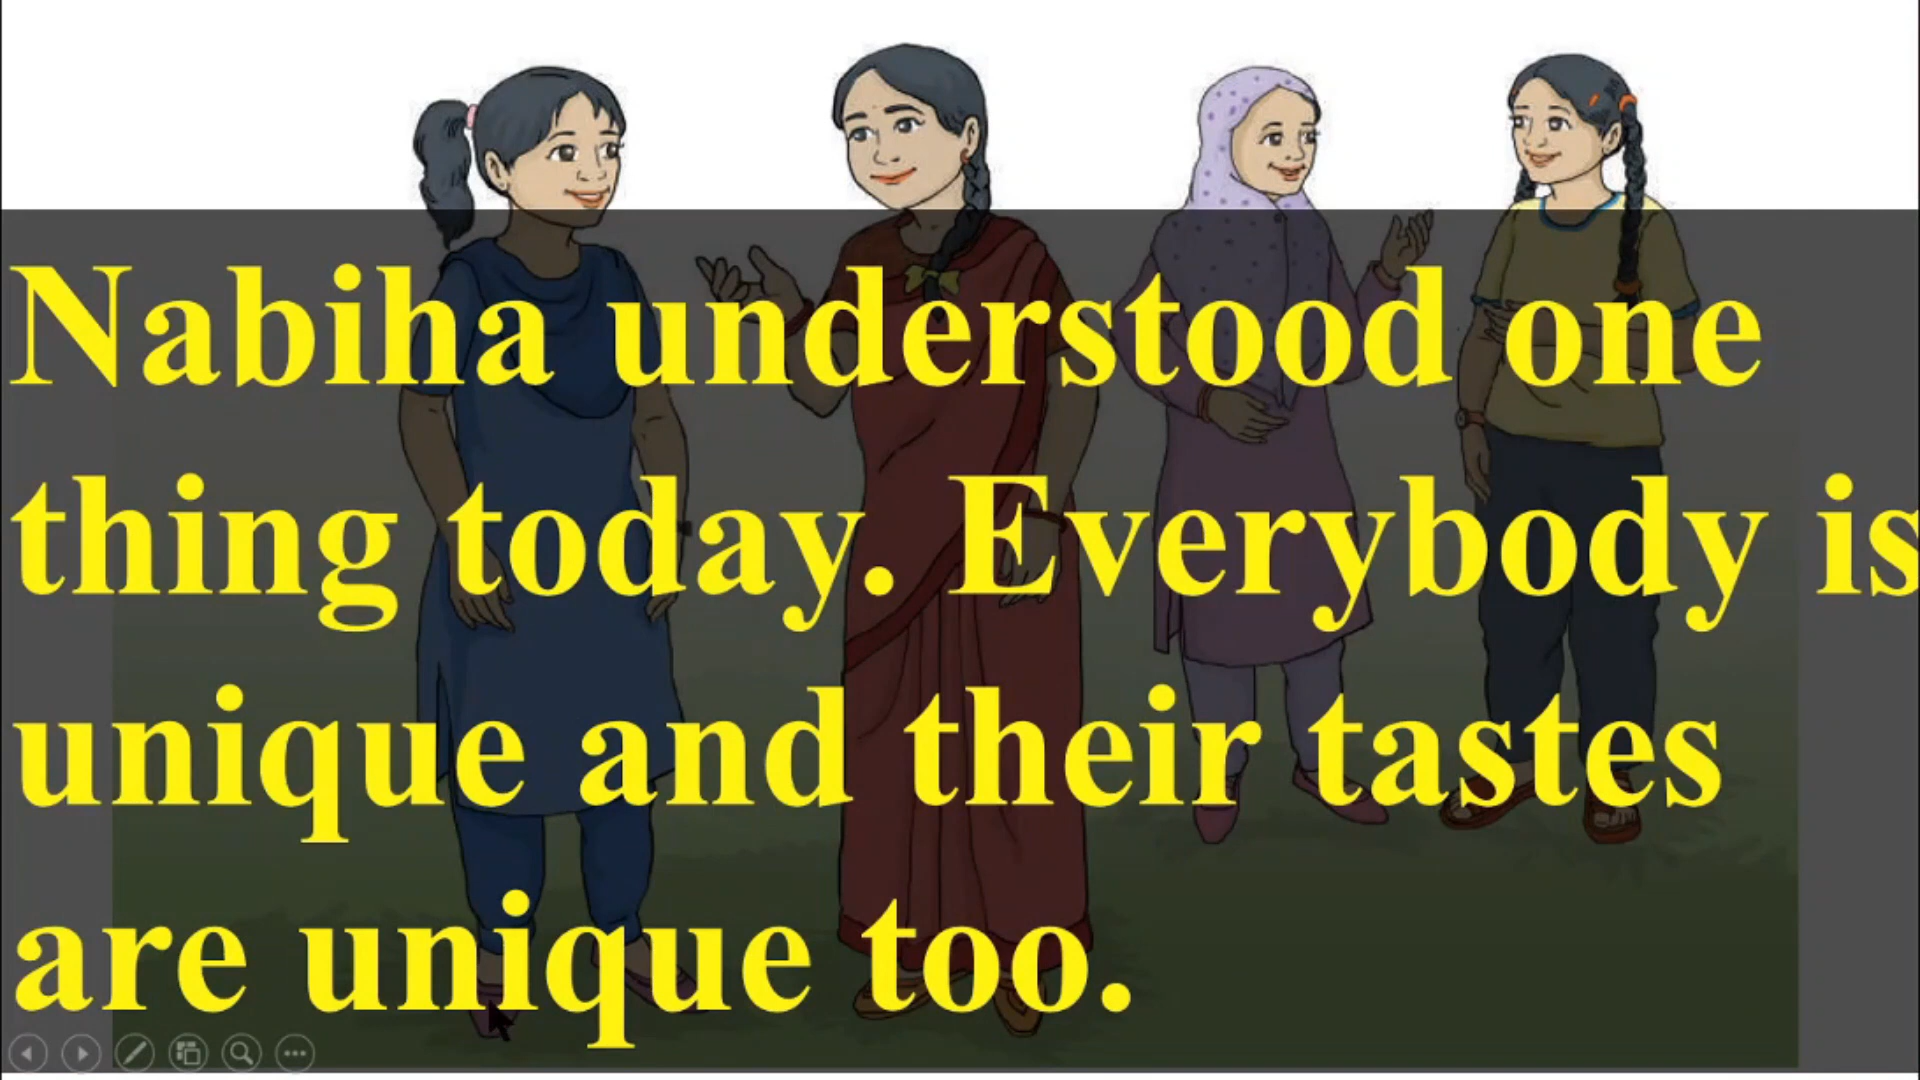 Nabiha understood one
thing today. Everybody is
unique and their tastes
are unique too.